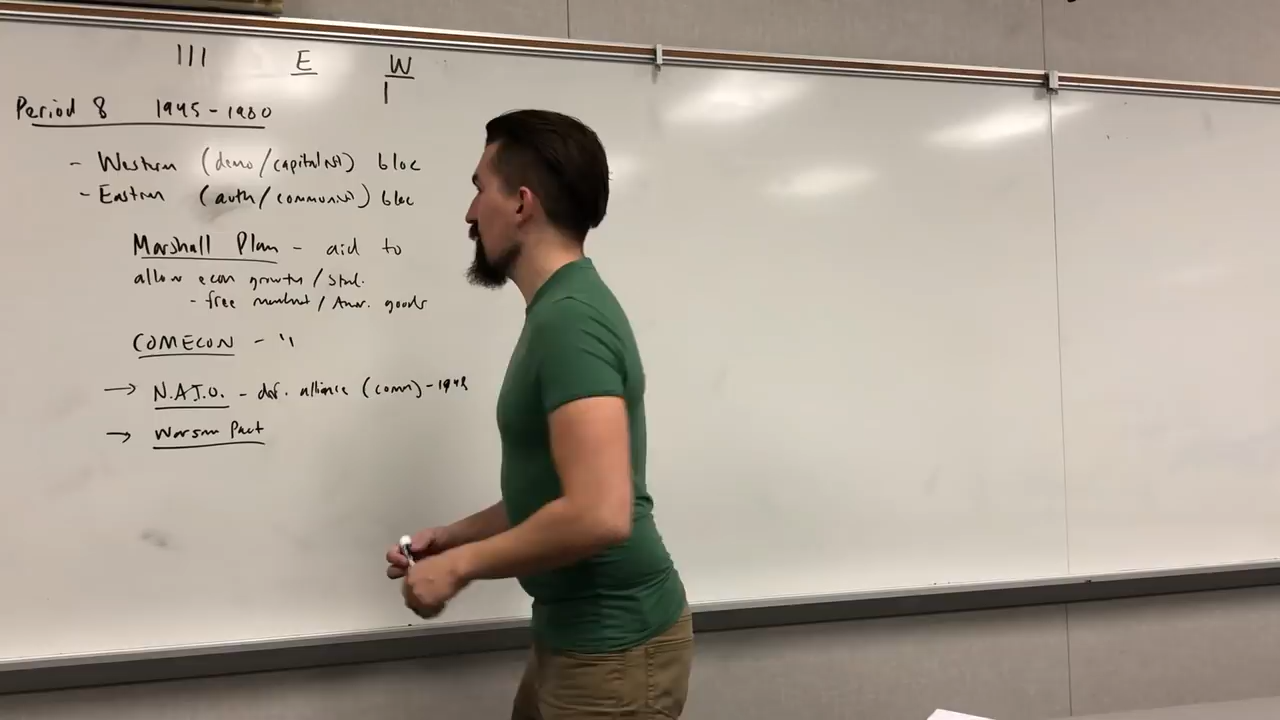 III E W
I
Period 8 1945-1980
- Western (demo/capitalist) bloc
- Eastern (auth/communist) bloc
Marshall Plan - aid to
allow econ growth/stab.
- free market/Amer. goods
COMECON - "
→ N.A.T.O. - def. alliance (comm) - 1948
→ Warsaw Pact